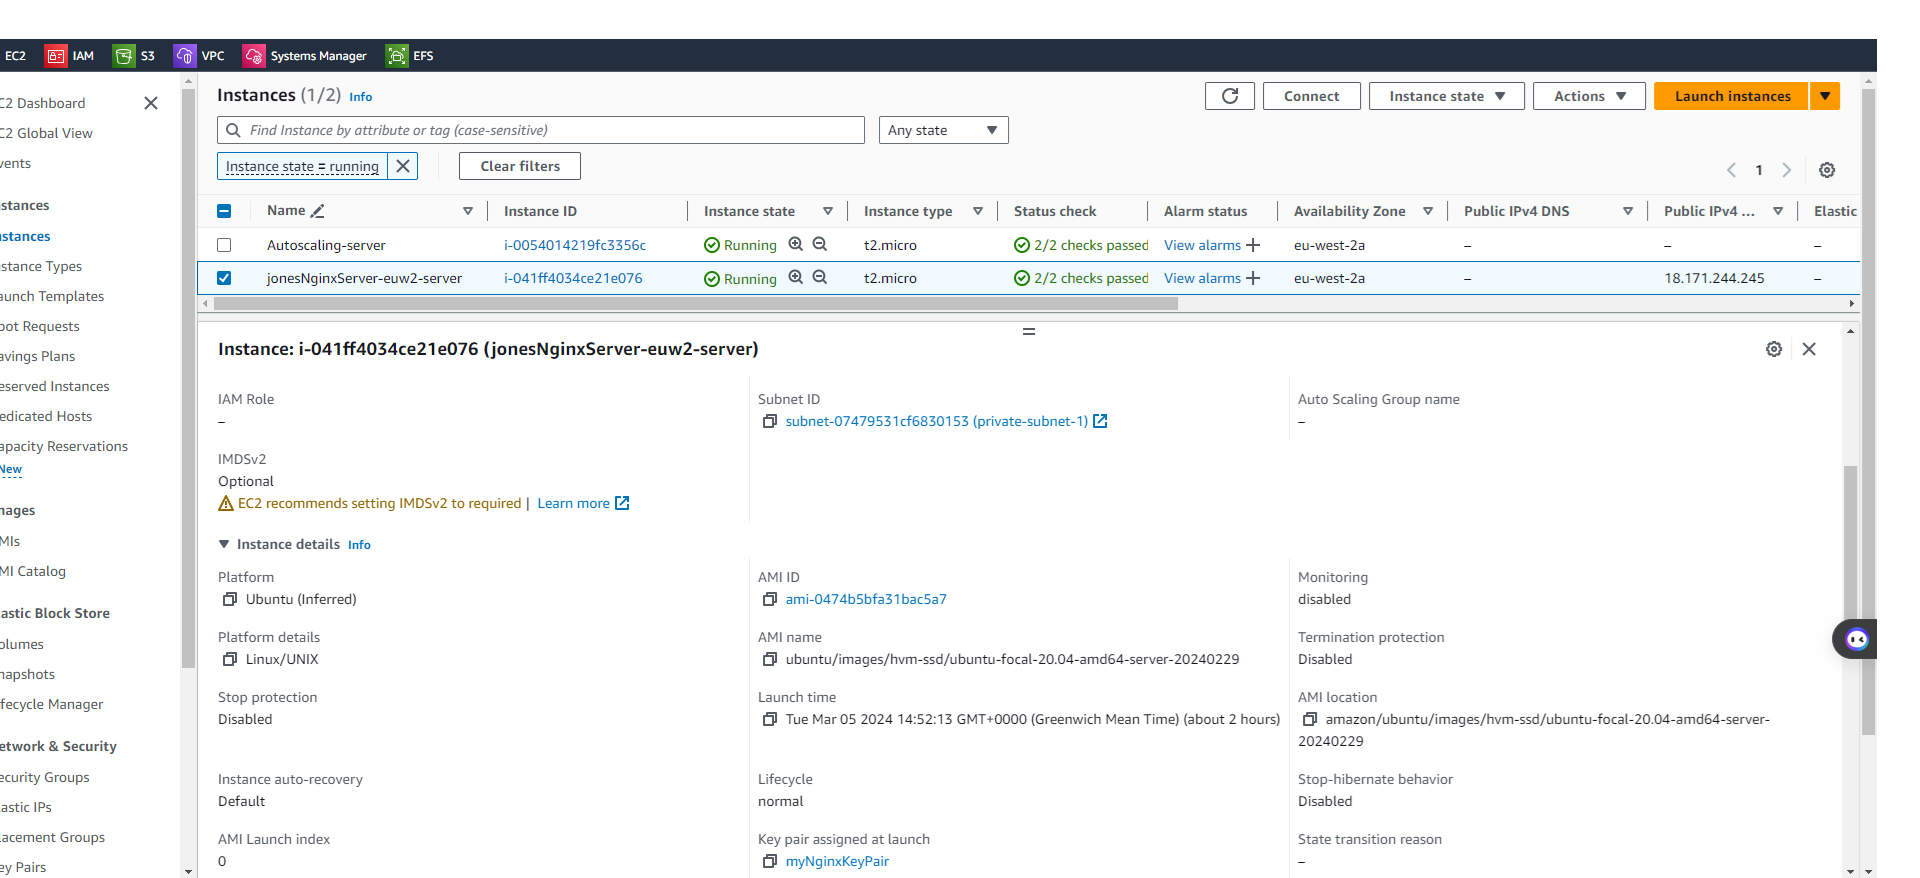 EC2 IAM S3 VPC Systems Manager EFS
C2 Dashboard
C2 Global View
vents
stances
nstances
stance Types
aunch Templates
pot Requests
avings Plans
eserved Instances
edicated Hosts
apacity Reservations
New
mages
MIs
MI Catalog
lastic Block Store
olumes
napshots
ifecycle Manager
etwork & Security
ecurity Groups
lastic IPs
lacement Groups
ey Pairs
Instances (1/2) Info
Connect Instance state Actions Launch instances
Find Instance by attribute or tag (case-sensitive) Any state
Instance state = running Clear filters 1
Name Instance ID Instance state Instance type Status check Alarm status Availability Zone Public IPv4 DNS Public IPv4 ... Elastic
Autoscaling-server i-0054014219fc3356c Running t2.micro 2/2 checks passed View alarms + eu-west-2a – – –
jonesNginxServer-euw2-server i-041ff4034ce21e076 Running t2.micro 2/2 checks passed View alarms + eu-west-2a – 18.171.244.245 –
Instance: i-041ff4034ce21e076 (jonesNginxServer-euw2-server)
IAM Role
–
Subnet ID
subnet-07479531cf6830153 (private-subnet-1)
Auto Scaling Group name
–
IMDSv2
Optional
EC2 recommends setting IMDSv2 to required | Learn more
Instance details Info
Platform
Ubuntu (Inferred)
AMI ID
ami-0474b5bfa31bac5a7
Monitoring
disabled
Platform details
Linux/UNIX
AMI name
ubuntu/images/hvm-ssd/ubuntu-focal-20.04-amd64-server-20240229
Termination protection
Disabled
Stop protection
Disabled
Launch time
Tue Mar 05 2024 14:52:13 GMT+0000 (Greenwich Mean Time) (about 2 hours)
AMI location
amazon/ubuntu/images/hvm-ssd/ubuntu-focal-20.04-amd64-server-
20240229
Instance auto-recovery
Default
Lifecycle
normal
Stop-hibernate behavior
Disabled
AMI Launch index
0
Key pair assigned at launch
myNginxKeyPair
State transition reason
–